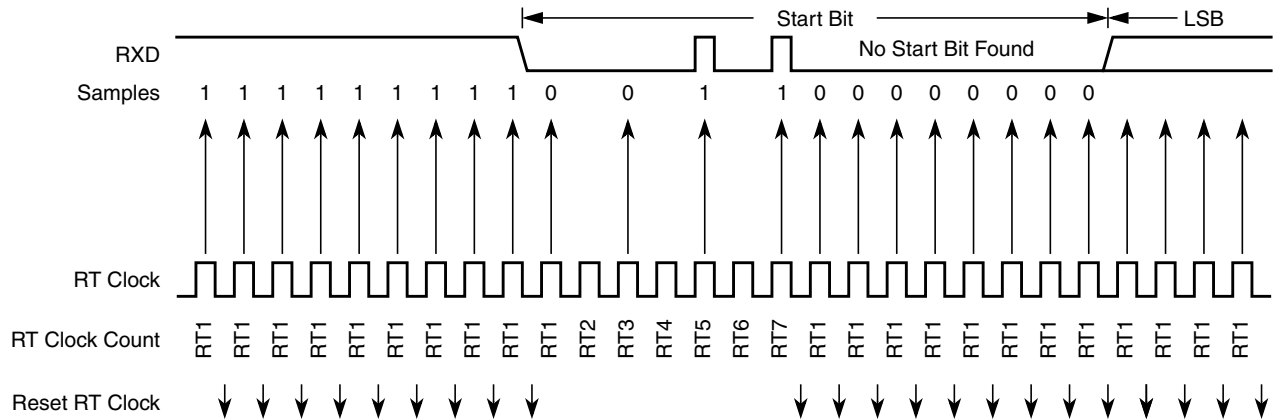 Start Bit LSB
RXD No Start Bit Found
Samples 1 1 1 1 1 1 1 1 1 0 0 1 1 0 0 0 0 0 0 0 0
RT Clock
RT Clock Count RT1 RT1 RT1 RT1 RT1 RT1 RT1 RT1 RT1 RT1 RT2 RT3 RT4 RT5 RT6 RT7 RT1 RT1 RT1 RT1 RT1 RT1 RT1 RT1 RT1 RT1 RT1 RT1
Reset RT Clock